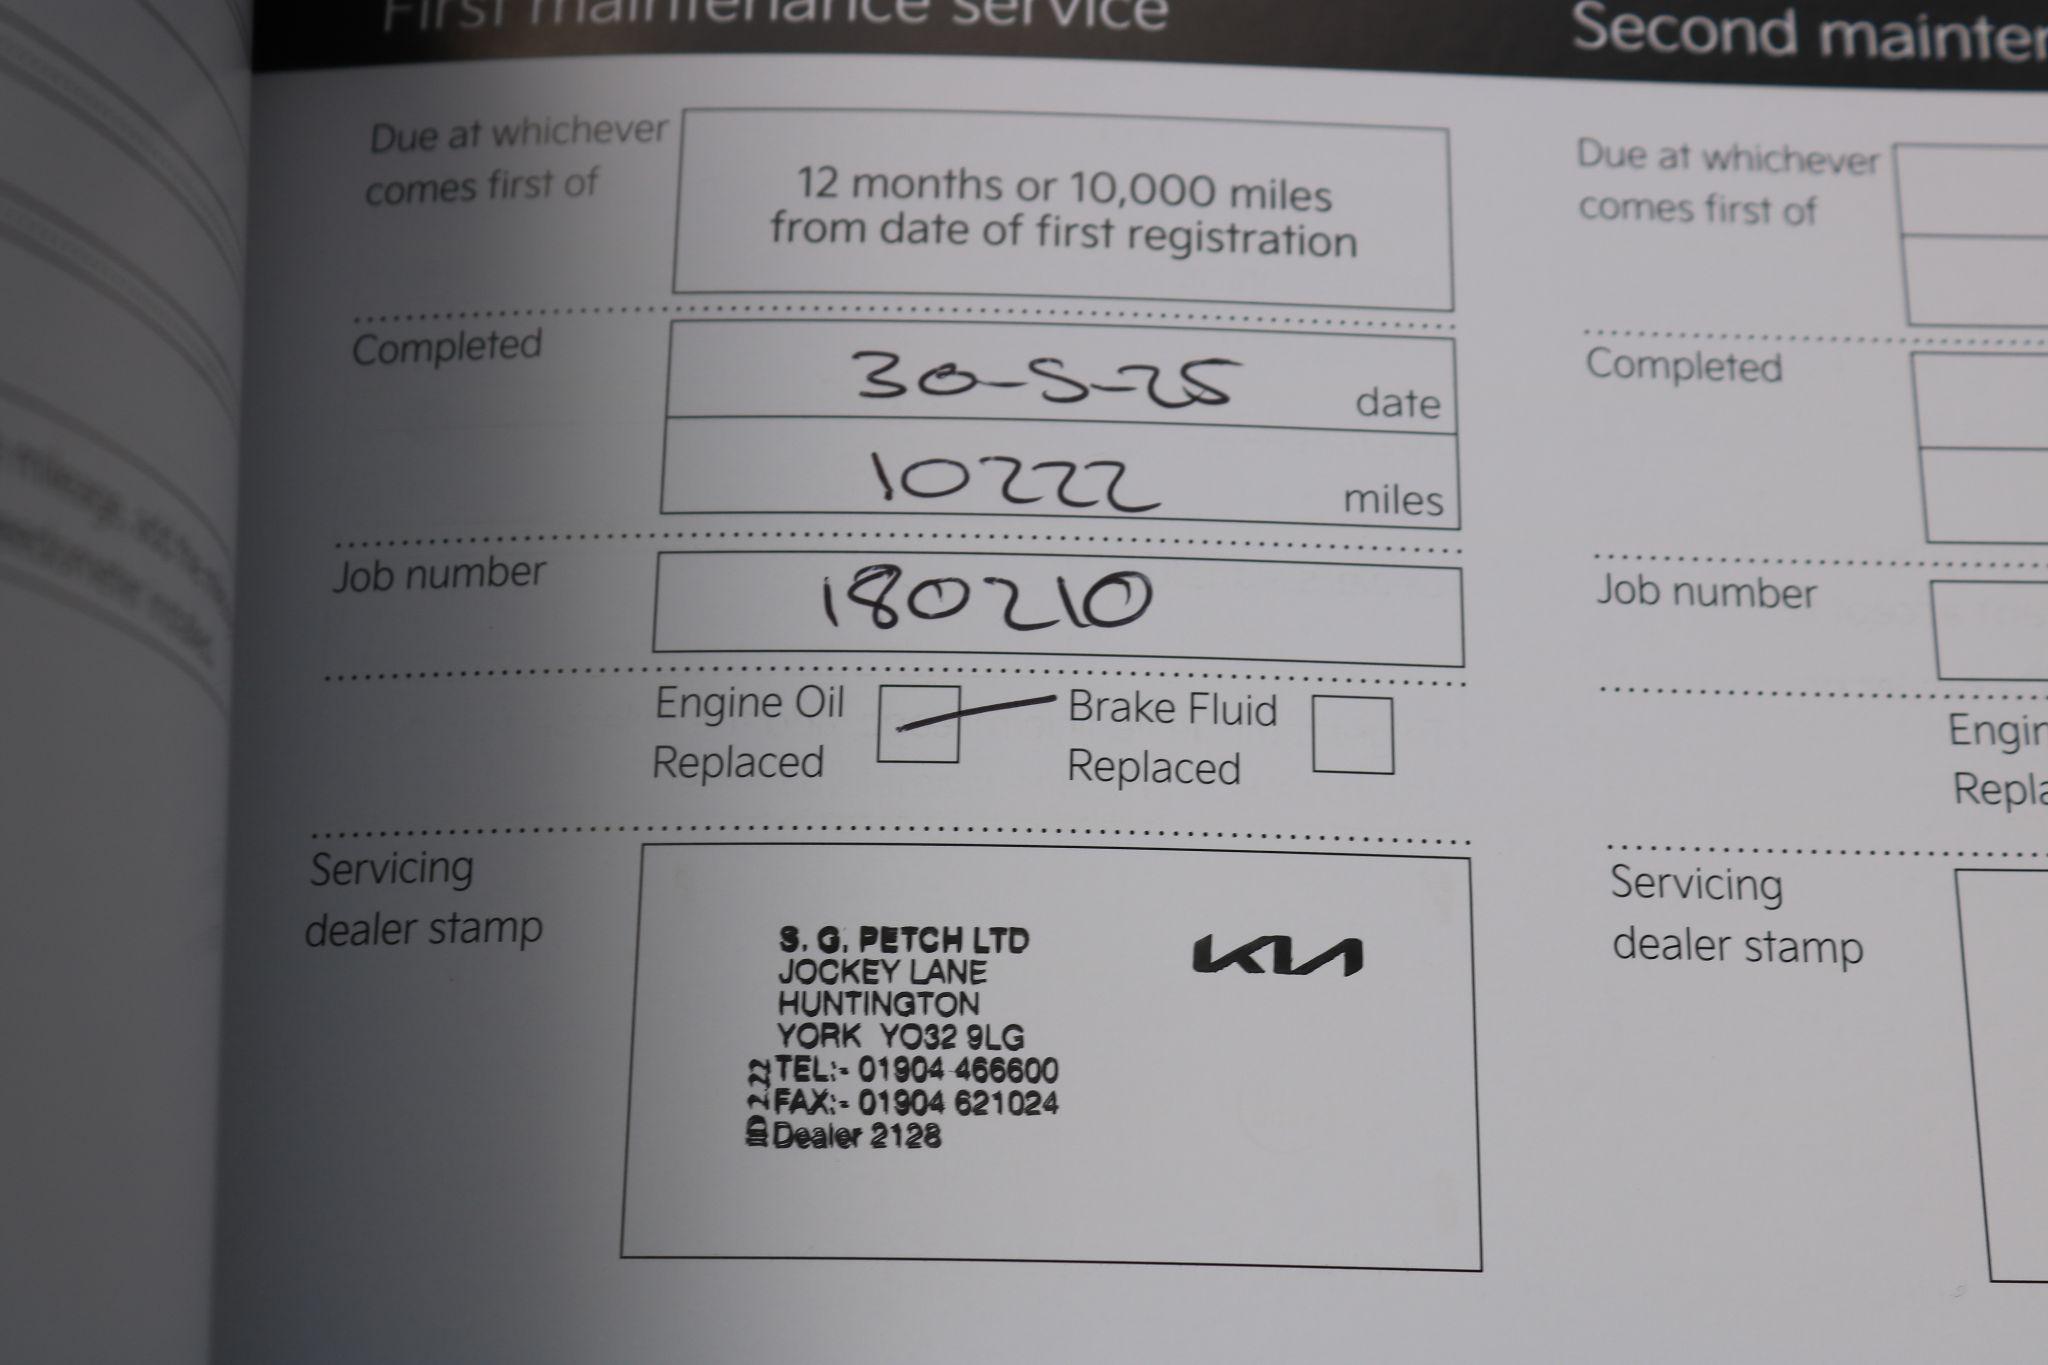 First maintenance service
Due at whichever
comes first of
12 months or 10,000 miles
from date of first registration
Completed
30-5-25 date
10222 miles
Job number
180210
Engine Oil
Replaced
Brake Fluid
Replaced
Servicing
dealer stamp
S. G. PETCH LTD
JOCKEY LANE
HUNTINGTON
YORK YO32 9LG
TEL:- 01904 466600
FAX:- 01904 621024
Dealer 2128
KIA
Second mainten
Due at whichever
comes first of
Completed
Job number
Engin
Repla
Servicing
dealer stamp